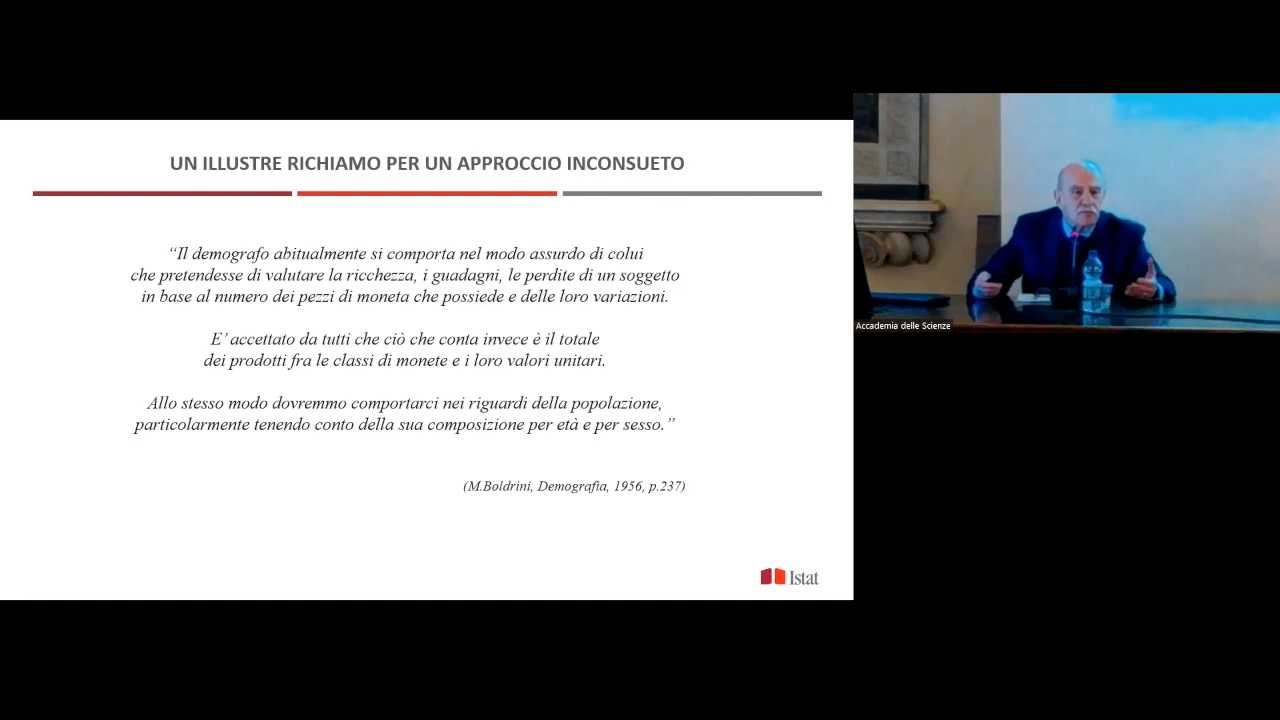 UN ILLUSTRE RICHIAMO PER UN APPROCCIO INCONSUETO
“Il demografo abitualmente si comporta nel modo assurdo di colui
che pretendesse di valutare la ricchezza, i guadagni, le perdite di un soggetto
in base al numero dei pezzi di moneta che possiede e delle loro variazioni.
E’ accettato da tutti che ciò che conta invece è il totale
dei prodotti fra le classi di monete e i loro valori unitari.
Allo stesso modo dovremmo comportarci nei riguardi della popolazione,
particolarmente tenendo conto della sua composizione per età e per sesso.”
(M.Boldrini, Demografia, 1956, p.237)
Istat
Accademia delle Scienze